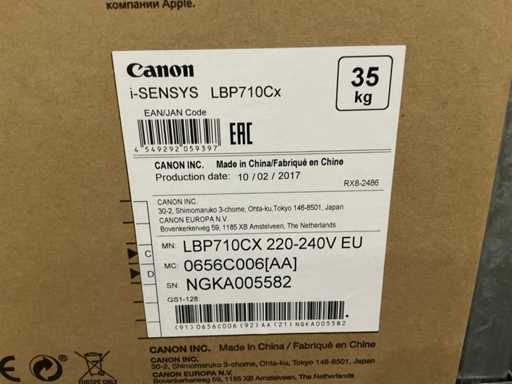 компании Apple.
Canon
i-SENSYS LBP710Cx
35
kg
EAN/JAN Code
4 549292 059397
EAC
CANON INC. Made in China/Fabriqué en Chine
Production date: 10 / 02 / 2017
RX8-2486
CANON INC.
30-2, Shimomaruko 3-chome, Ohta-ku,Tokyo 146-8501, Japan
CANON EUROPA N.V.
Bovenkerkerweg 59, 1185 XB Amstelveen, The Netherlands
MN: LBP710CX 220-240V EU
MC: 0656C006[AA]
SN: NGKA005582
GS1-128:
(91)0656C006(92)AA(21)NGKA005582
C
D
CE
Made in China / Fabriqué en Chine
CANON INC.
30-2, Shimomaruko 3-chome, Ohta-ku, Tokyo 146-8501, Japan
CANON EUROPA N.V.
Bovenkerkerweg 59, 1185 XB Amstelveen, The Netherlands